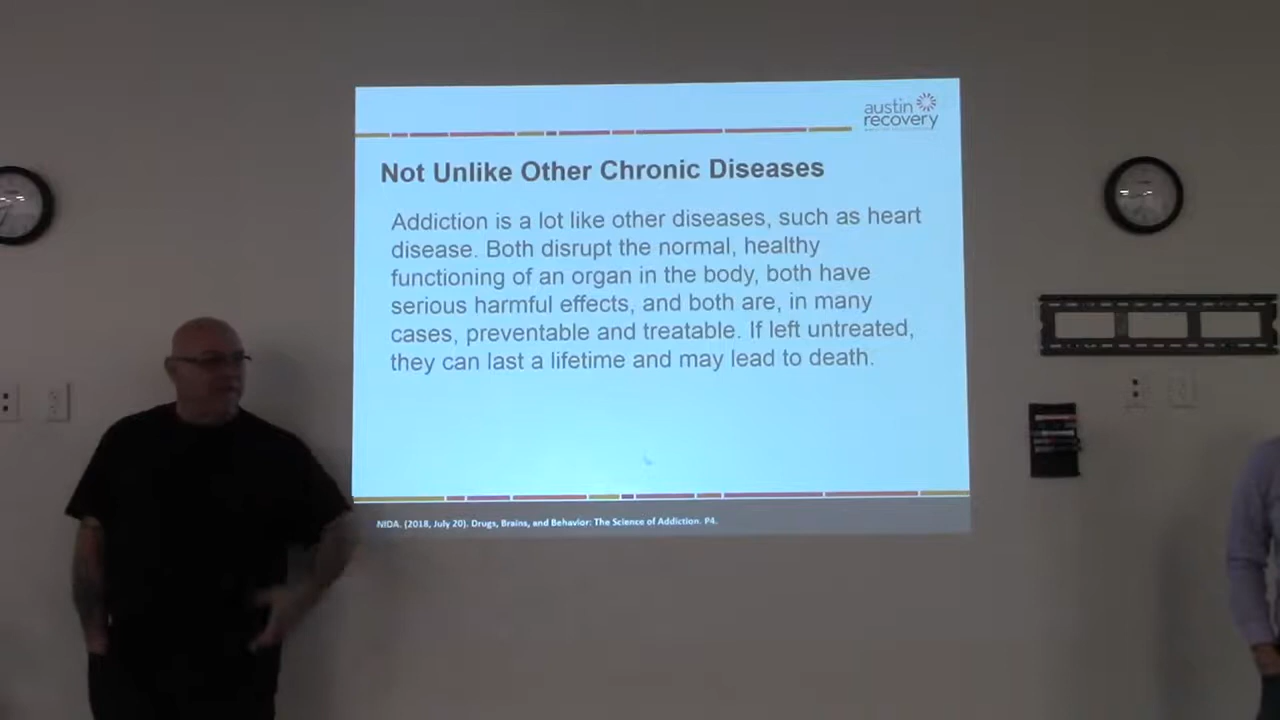 austin
recovery
Not Unlike Other Chronic Diseases
Addiction is a lot like other diseases, such as heart
disease. Both disrupt the normal, healthy
functioning of an organ in the body, both have
serious harmful effects, and both are, in many
cases, preventable and treatable. If left untreated,
they can last a lifetime and may lead to death.
NIDA. (2018, July 20). Drugs, Brains, and Behavior: The Science of Addiction. P4.